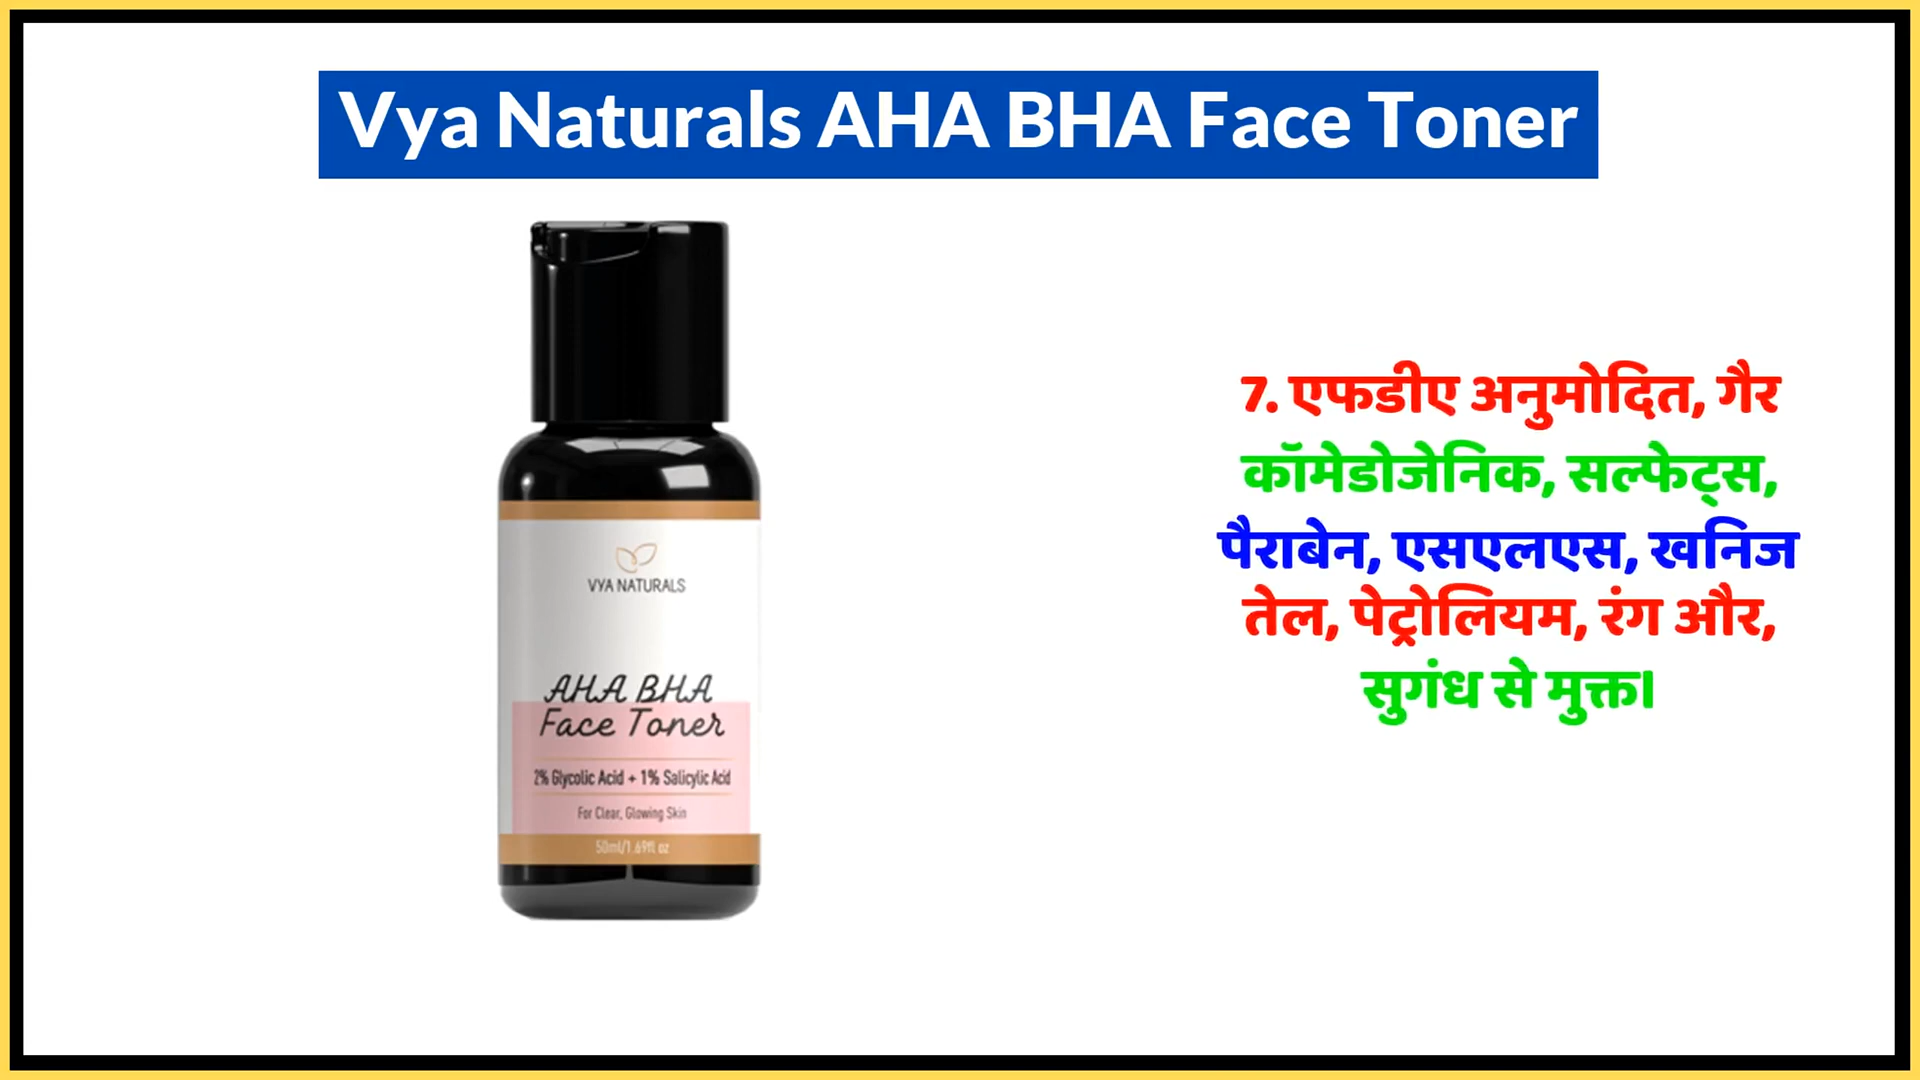 Vya Naturals AHA BHA Face Toner
VYA NATURALS
AHA BHA
Face Toner
2% Glycolic Acid + 1% Salicylic Acid
For Clear, Glowing Skin
50ml/1.69fl oz
7. एफडीए अनुमोदित, गैर
कॉमेडोजेनिक, सल्फेट्स,
पैराबेन, एसएलएस, खनिज
तेल, पेट्रोलियम, रंग और,
सुगंध से मुक्त।